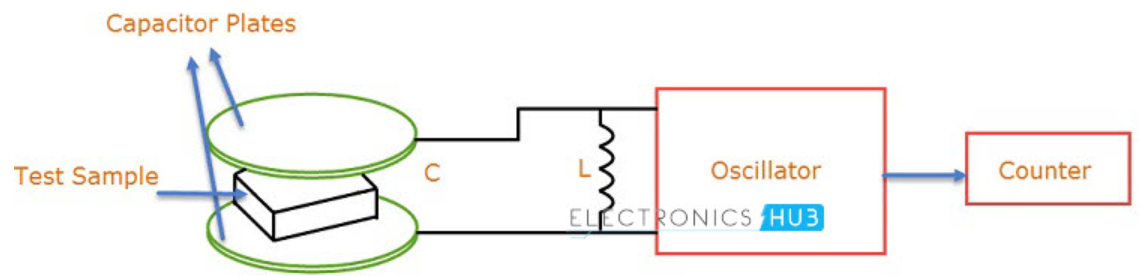 Capacitor Plates
Test Sample
C
L
Oscillator
Counter
ELECTRONICS HUB